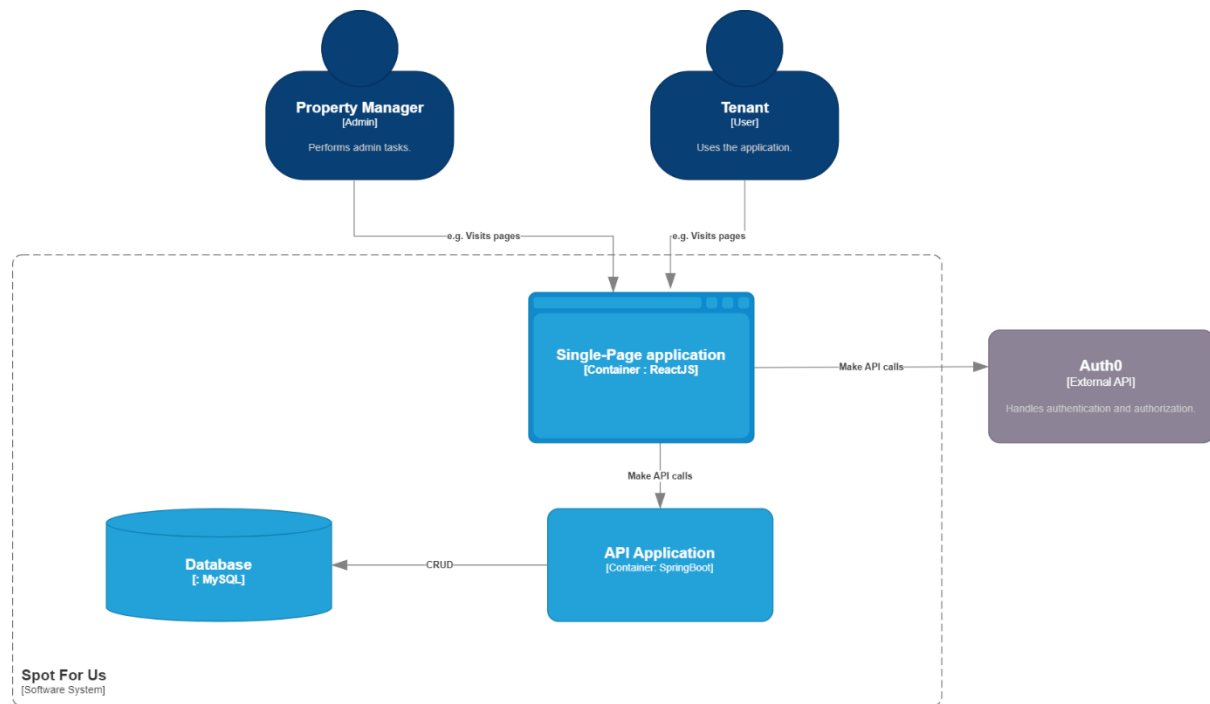 Property Manager
[Admin]
Performs admin tasks.
Tenant
[User]
Uses the application.
e.g. Visits pages
e.g. Visits pages
Single-Page application
[Container : ReactJS]
Make API calls
Auth0
[External API]
Handles authentication and authorization.
Make API calls
API Application
[Container: SpringBoot]
CRUD
Database
[: MySQL]
Spot For Us
[Software System]